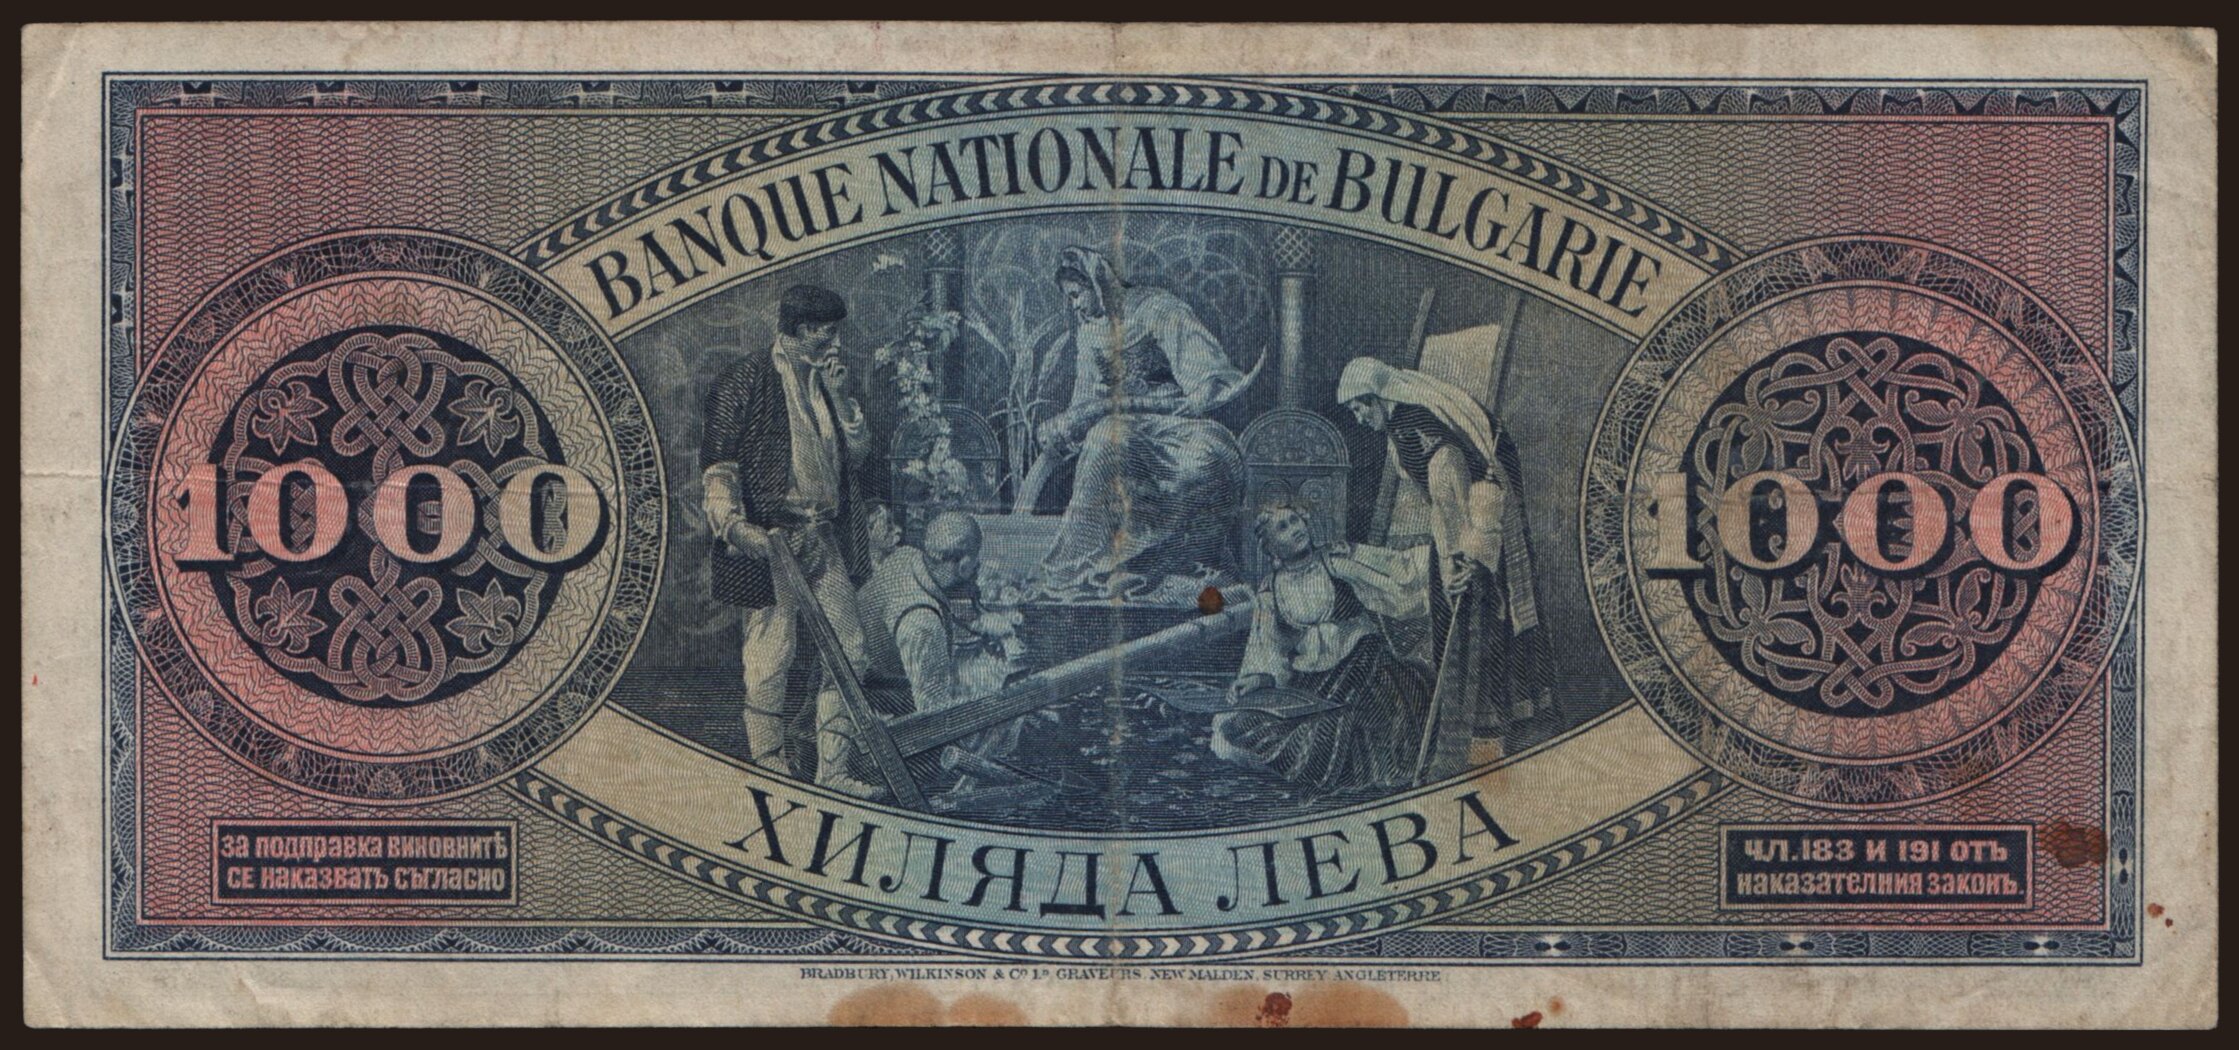 BANQUE NATIONALE DE BULGARIE
1000
1000
ХИЛЯДА ЛЕВА
ЗА ПОДПРАВКА ВИНОВНИТѢ
СЕ НАКАЗВАТЪ СЪГЛАСНО
ЧЛ.183 И 191 ОТЪ
НАКАЗАТЕЛНИЯ ЗАКОНЪ.
BRADBURY, WILKINSON & Cº Lᴰ GRAVEURS. NEW MALDEN, SURREY ANGLETERRE